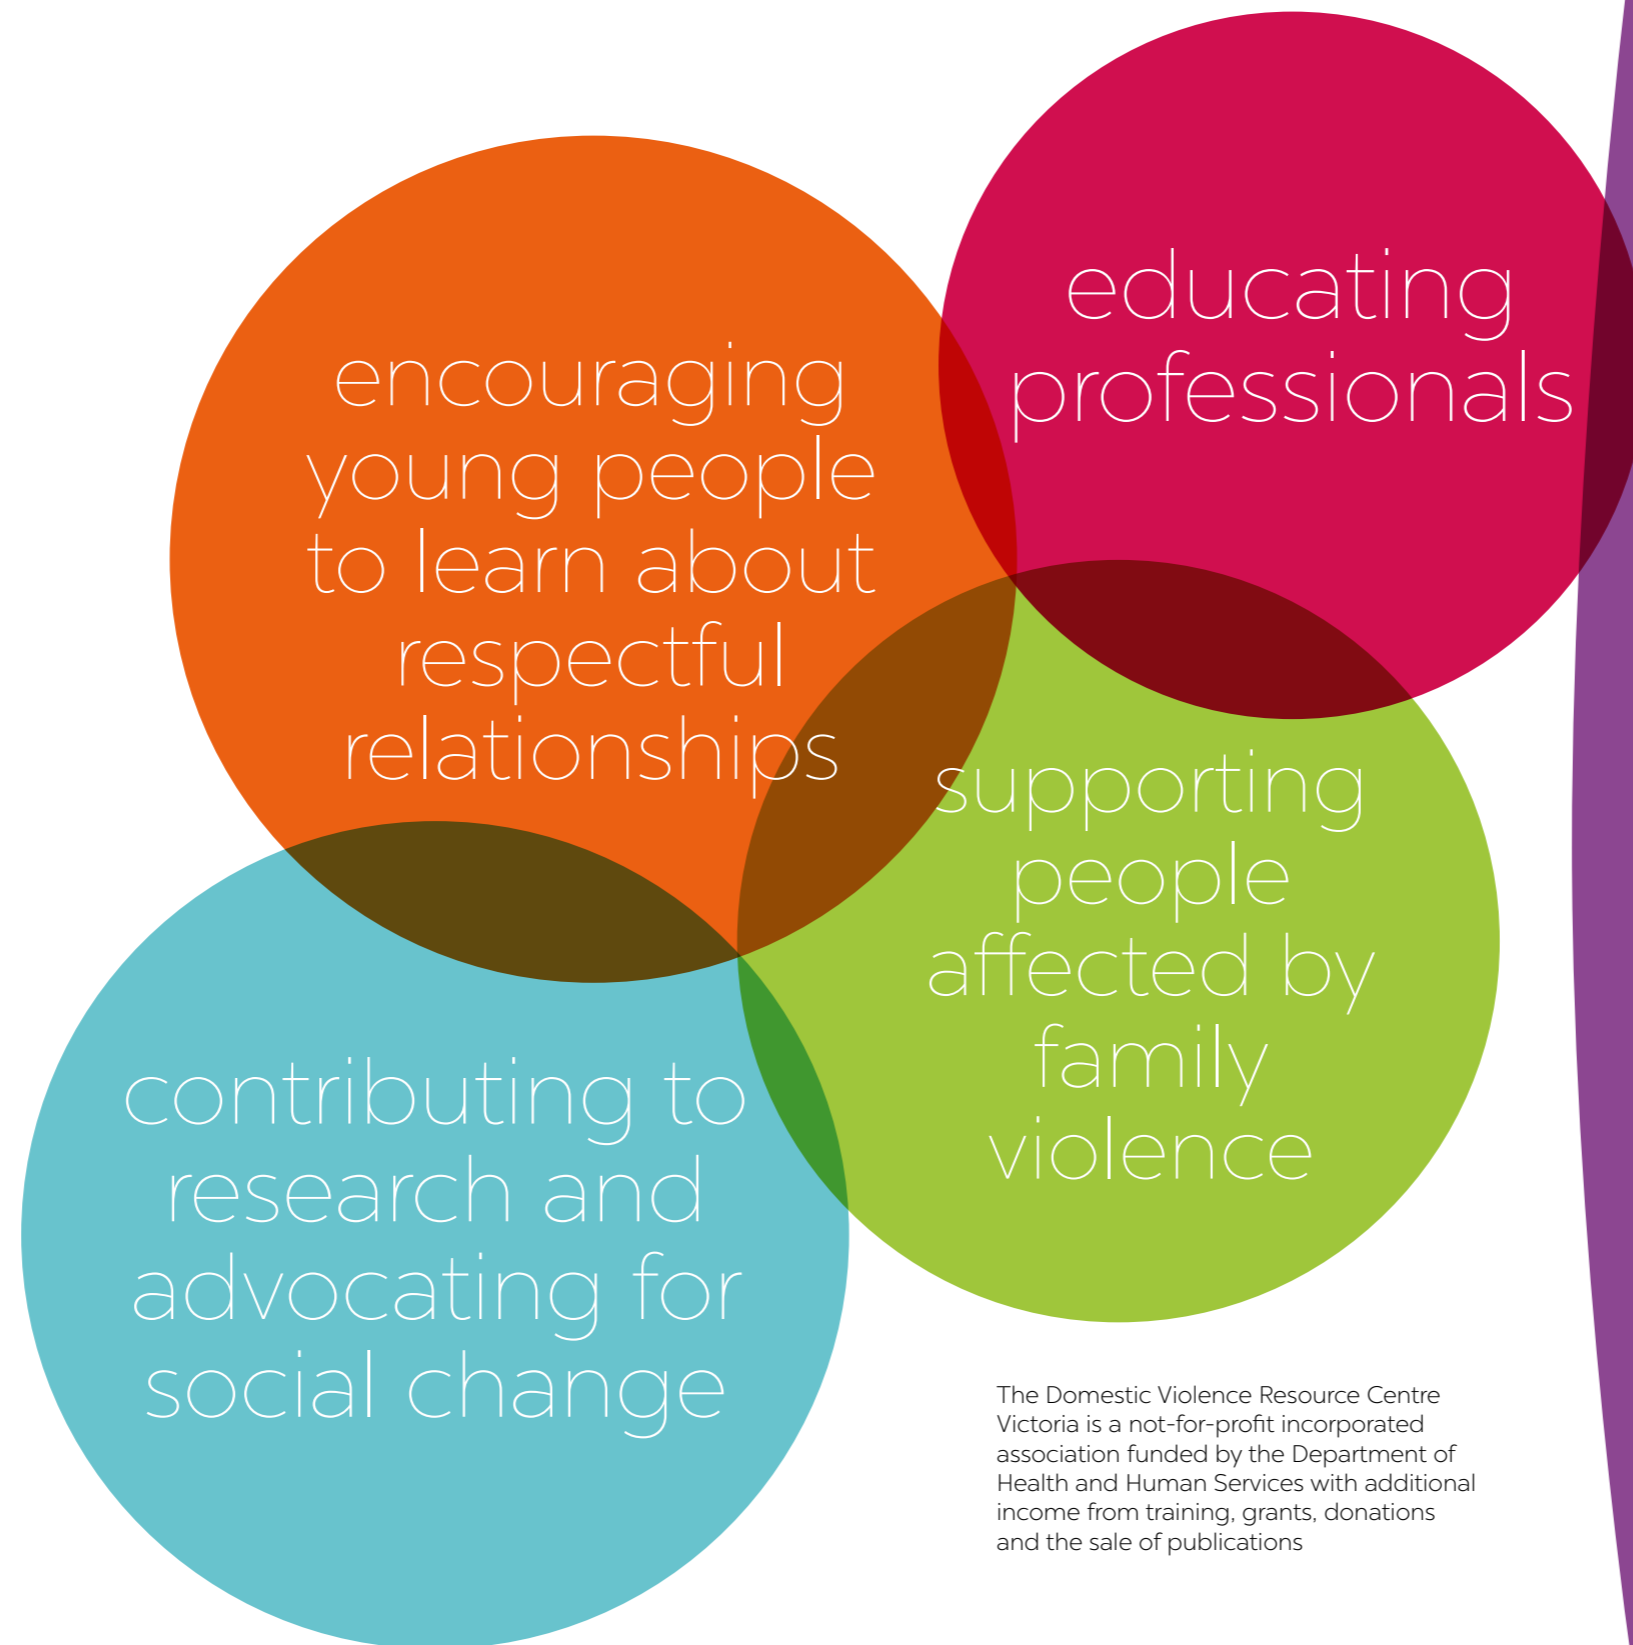 encouraging
young people
to learn about
respectful
relationships
educating
professionals
supporting
people
affected by
family
violence
contributing to
research and
advocating for
social change
The Domestic Violence Resource Centre
Victoria is a not-for-profit incorporated
association funded by the Department of
Health and Human Services with additional
income from training, grants, donations
and the sale of publications